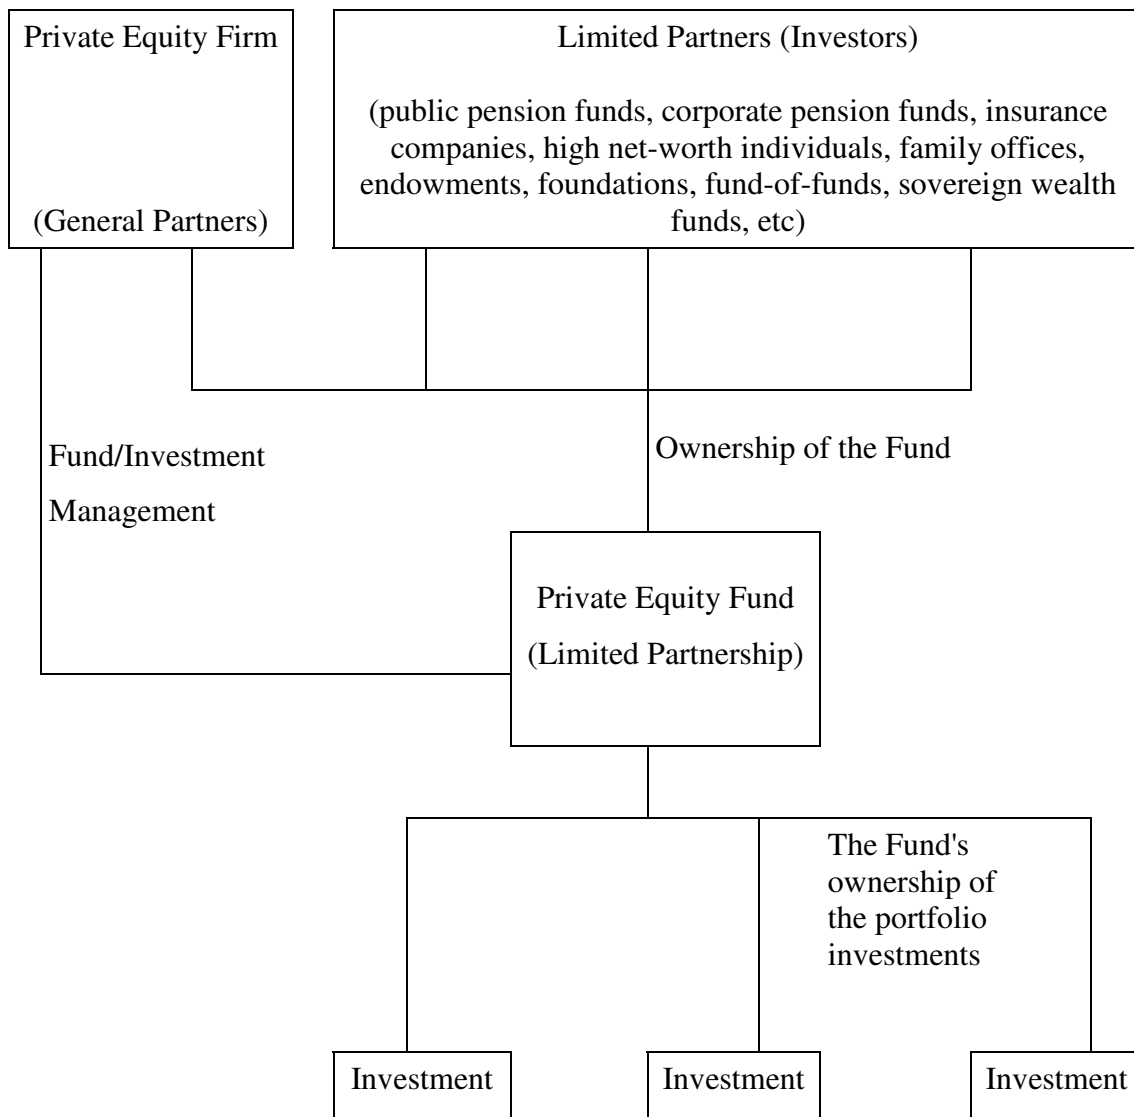 Private Equity Firm
(General Partners)
Limited Partners (Investors)
(public pension funds, corporate pension funds, insurance
companies, high net-worth individuals, family offices,
endowments, foundations, fund-of-funds, sovereign wealth
funds, etc)
Fund/Investment
Management
Ownership of the Fund
Private Equity Fund
(Limited Partnership)
The Fund's
ownership of
the portfolio
investments
Investment
Investment
Investment